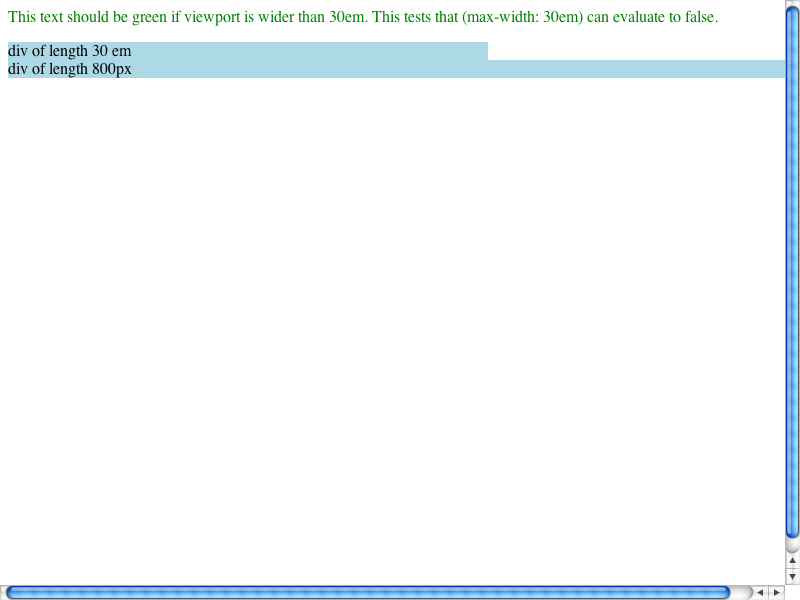 This text should be green if viewport is wider than 30em. This tests that (max-width: 30em) can evaluate to false.
div of length 30 em
div of length 800px